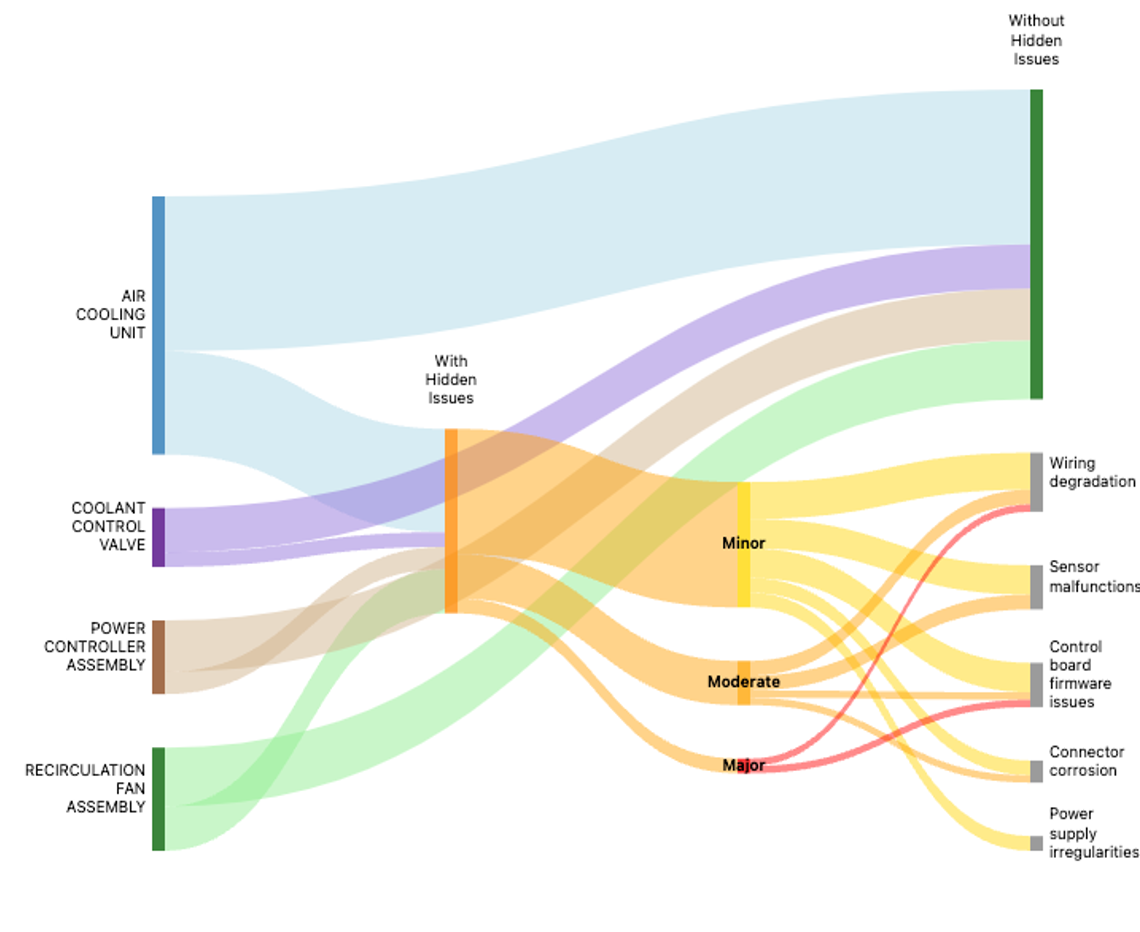 Without
Hidden
Issues
AIR
COOLING
UNIT
With
Hidden
Issues
COOLANT
CONTROL
VALVE
POWER
CONTROLLER
ASSEMBLY
RECIRCULATION
FAN
ASSEMBLY
Minor
Moderate
Major
Wiring
degradation
Sensor
malfunctions
Control
board
firmware
issues
Connector
corrosion
Power
supply
irregularities